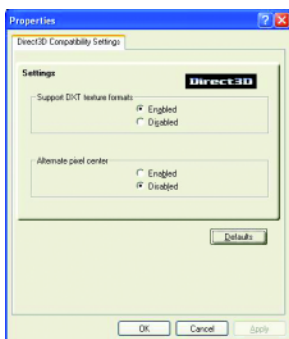 Properties
Direct3D Compatibility Settings
Settings
Direct3D
Support DXT texture formats
Enabled
Disabled
Alternate pixel center
Enabled
Disabled
Defaults
OK
Cancel
Apply